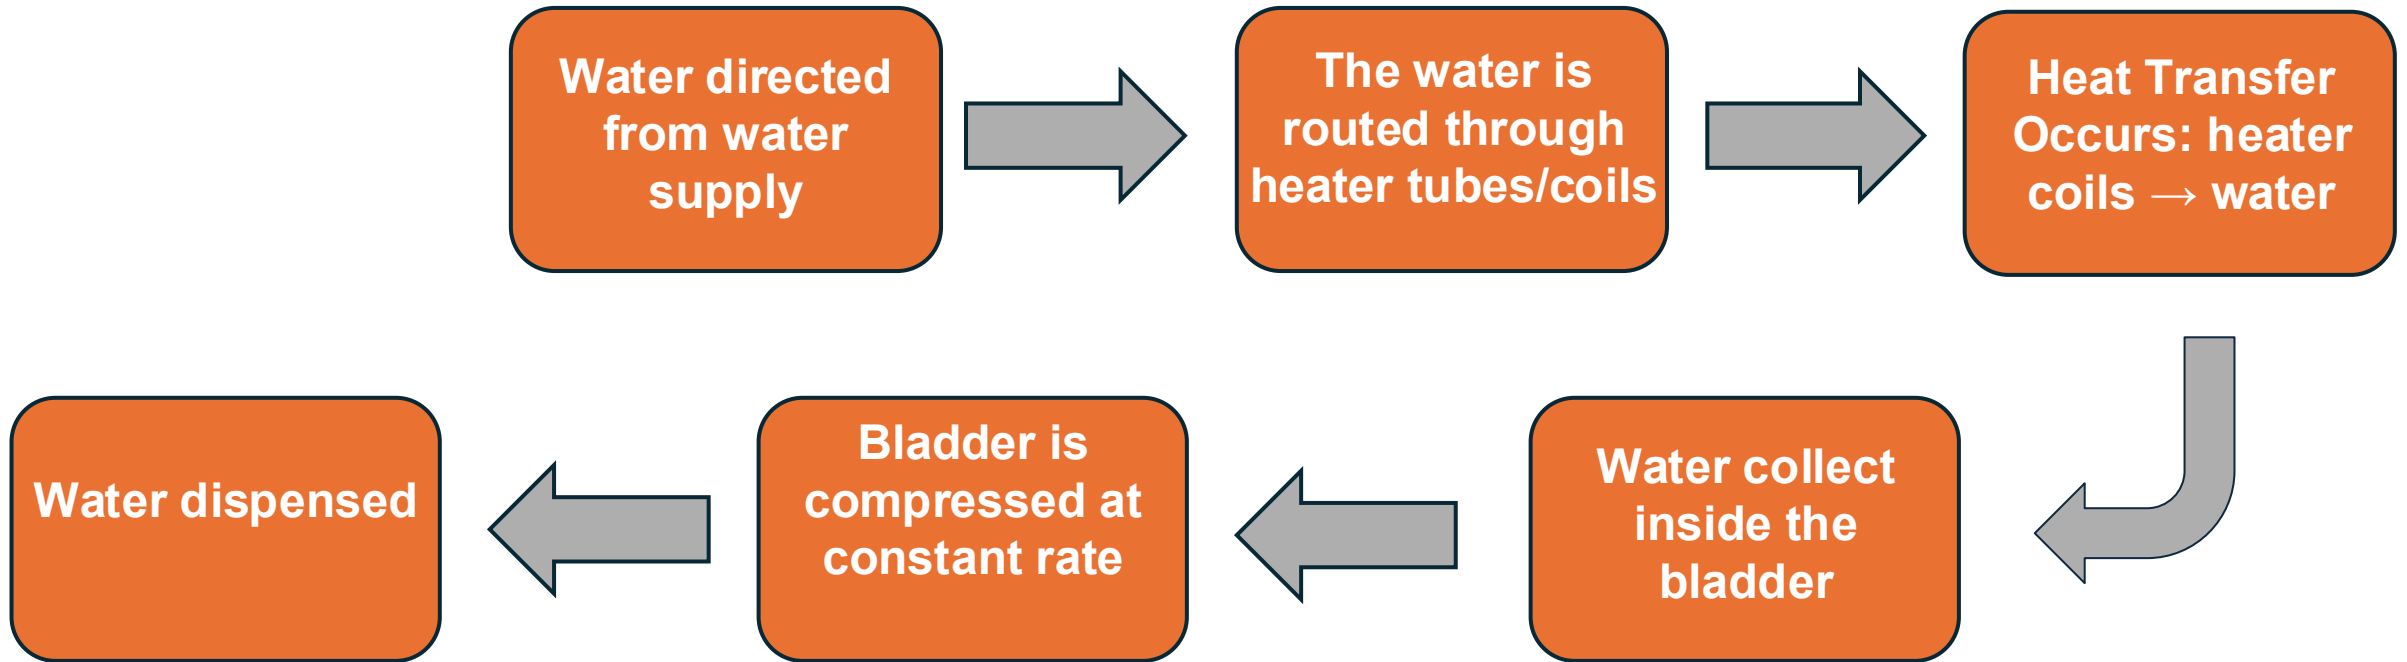 Water directed
from water
supply
The water is
routed through
heater tubes/coils
Heat Transfer
Occurs: heater
coils → water
Water collect
inside the
bladder
Bladder is
compressed at
constant rate
Water dispensed